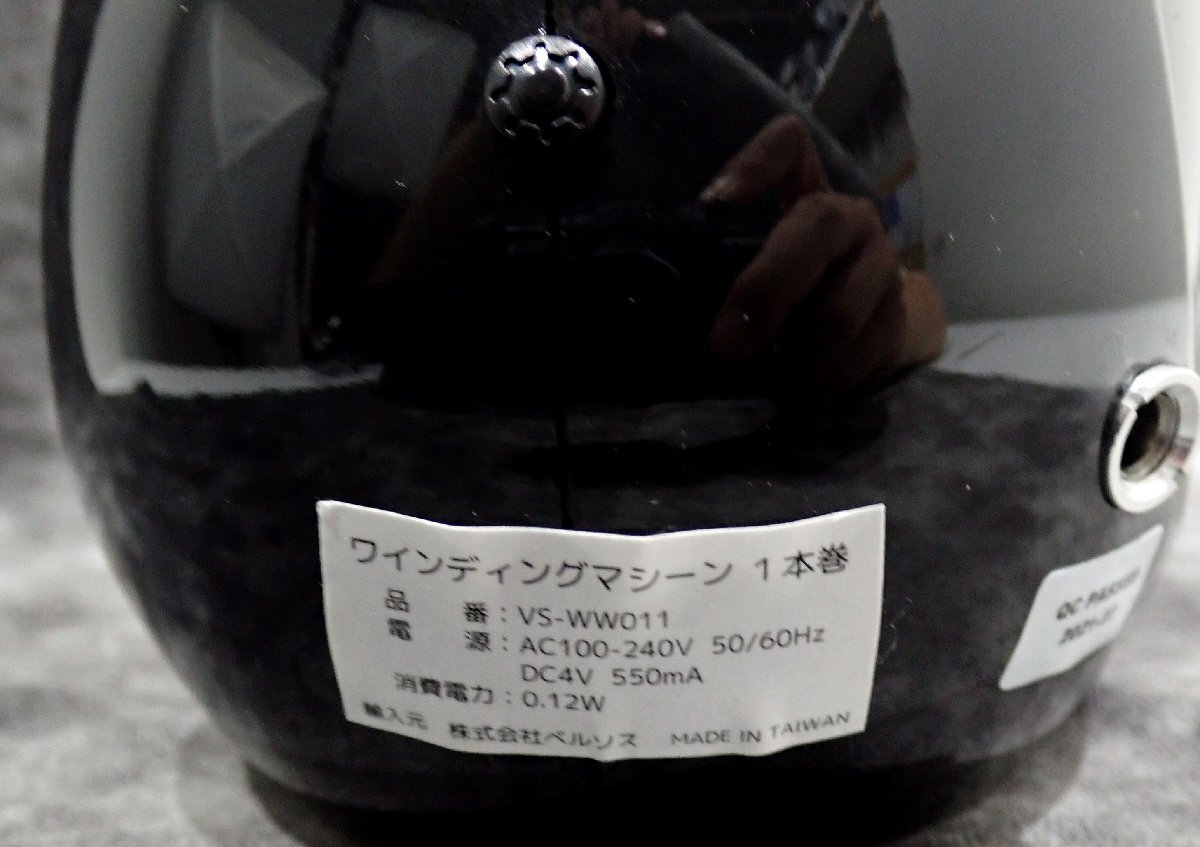 ワインディングマシーン 1本巻
品　番：VS-WW011
電　源：AC100-240V 50/60Hz
DC4V 550mA
消費電力：0.12W
輸入元 株式会社ベルソス MADE IN TAIWAN
QC PASSED